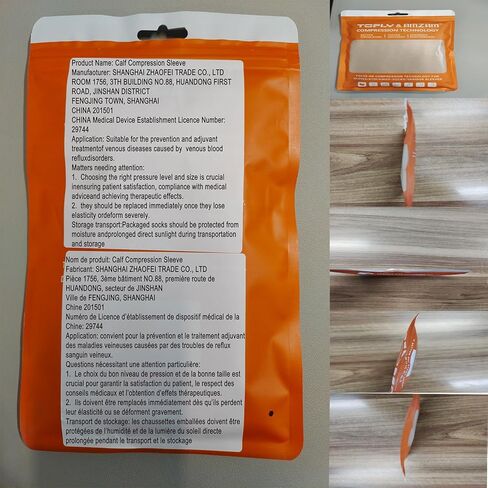 Product Name: Calf Compression Sleeve
Manufacturer: SHANGHAI ZHAOFEI TRADE CO., LTD
ROOM 1756, 3TH BUILDING NO.88, HUANDONG FIRST
ROAD, JINSHAN DISTRICT
FENGJING TOWN, SHANGHAI
CHINA 201501
CHINA Medical Device Establishment Licence Number:
29744
Application: Suitable for the prevention and adjuvant
treatmentof venous diseases caused by venous blood
refluxdisorders.
Matters needing attention:
1. Choosing the right pressure level and size is crucial
inensuring patient satisfaction, compliance with medical
adviceand achieving therapeutic effects.
2. they should be replaced immediately once they lose
elasticity ordeform severely.
Storage transport:Packaged socks should be protected from
moisture andprolonged direct sunlight during transportation
and storage
Nom de produit: Calf Compression Sleeve
Fabricant: SHANGHAI ZHAOFEI TRADE CO., LTD
Pièce 1756, 3ème bâtiment NO.88, première route de
HUANDONG, secteur de JINSHAN
Ville de FENGJING, SHANGHAI
Chine 201501
Numéro de Licence d'établissement de dispositif médical de la
Chine: 29744
Application: convient pour la prévention et le traitement adjuvant
des maladies veineuses causées par des troubles de reflux
sanguin veineux.
Questions nécessitant une attention particulière:
1. Le choix du bon niveau de pression et de la bonne taille est
crucial pour garantir la satisfaction du patient, le respect des
conseils médicaux et l'obtention d'effets thérapeutiques.
2. Ils doivent être remplacés immédiatement dès qu'ils perdent
leur élasticité ou se déforment gravement.
Transport de stockage: les chaussettes emballées doivent être
protégées de l'humidité et de la lumière du soleil directe
prolongée pendant le transport et le stockage
TOFLY & BMZAM
COMPRESSION TECHNOLOGY